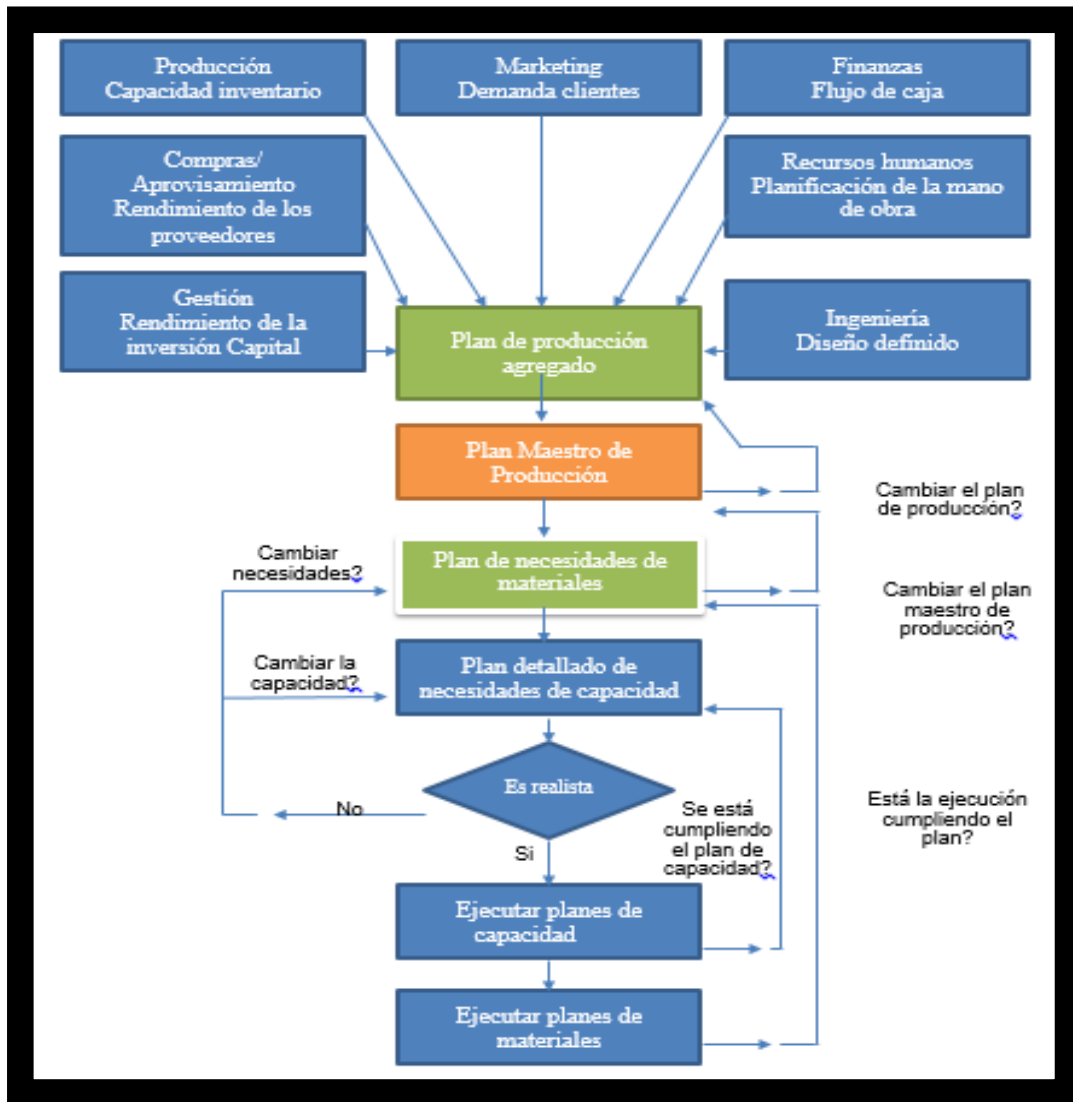 Producción
Capacidad inventario
Marketing
Demanda clientes
Finanzas
Flujo de caja
Compras/
Aprovisamiento
Rendimiento de los
proveedores
Recursos humanos
Planificación de la mano
de obra
Gestión
Rendimiento de la
inversión Capital
Plan de producción
agregado
Ingeniería
Diseño definido
Plan Maestro de
Producción
Cambiar el plan
de producción?
Cambiar
necesidades?
Plan de necesidades de
materiales
Cambiar el plan
maestro de
producción?
Cambiar la
capacidad?
Plan detallado de
necesidades de capacidad
Es realista
No
Si
Se está
cumpliendo
el plan de
capacidad?
Está la ejecución
cumpliendo el
plan?
Ejecutar planes de
capacidad
Ejecutar planes de
materiales